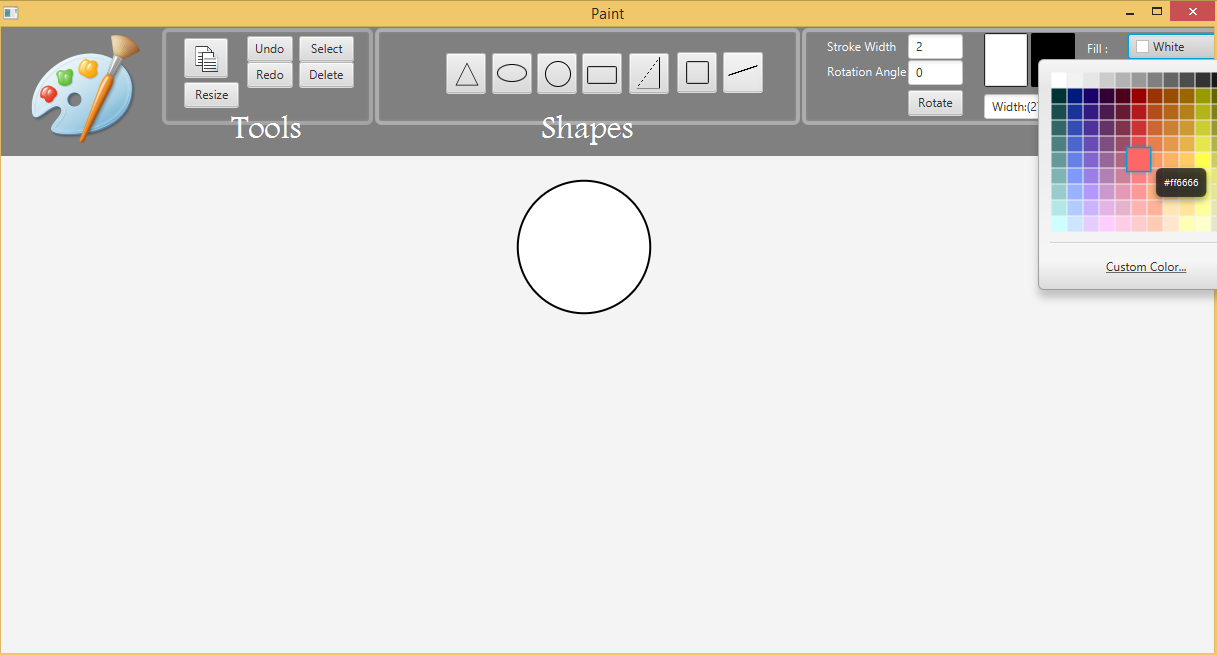 Paint
Undo
Select
Redo
Delete
Resize
Tools
Shapes
Stroke Width
2
Rotation Angle
0
Rotate
Fill :
White
Width:(2
#ff6666
Custom Color...